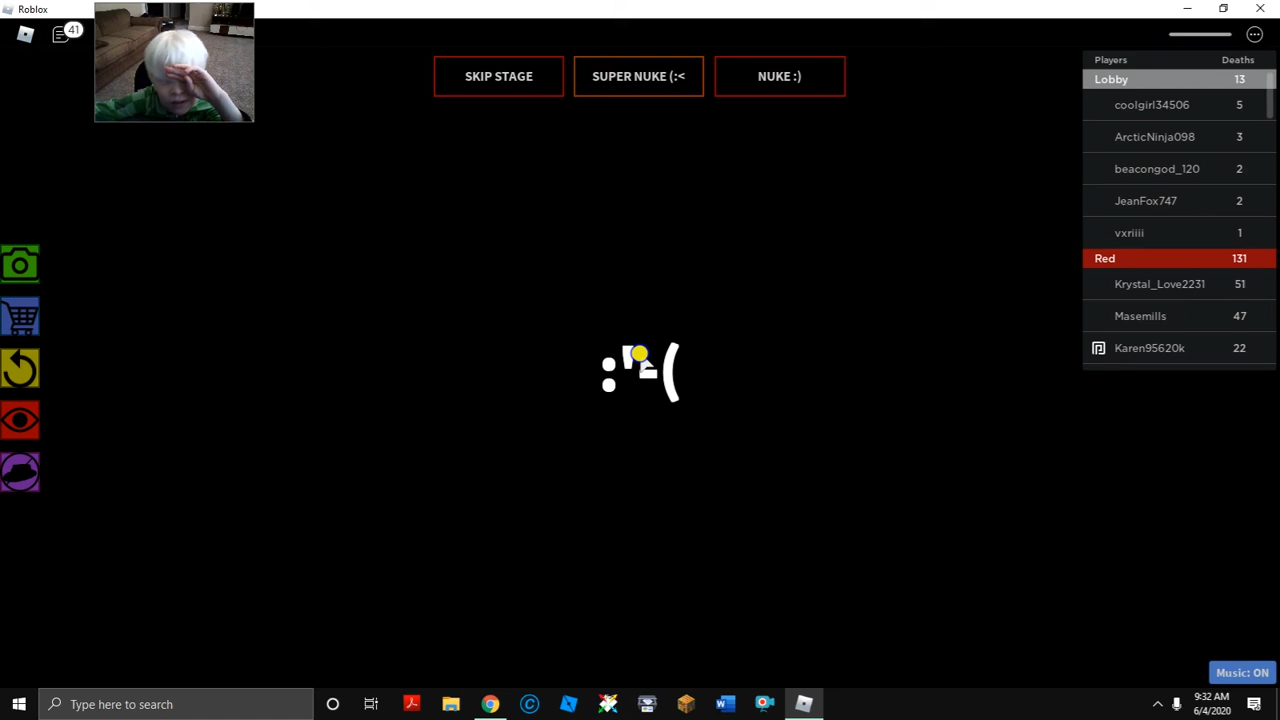 Roblox
41
SKIP STAGE
SUPER NUKE (:<
NUKE :)
Players Deaths
Lobby 13
coolgirl34506 5
ArcticNinja098 3
beacongod_120 2
JeanFox747 2
vxriiii 1
Red 131
Krystal_Love2231 51
Masemills 47
Karen95620k 22
:"-(
Music: ON
Type here to search
9:32 AM
6/4/2020